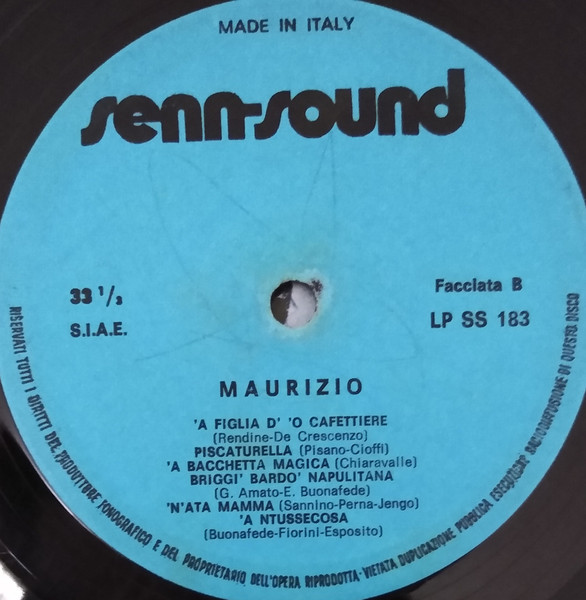 MADE IN ITALY
senn-sound
33 1/3
S.I.A.E.
Facciata B
LP SS 183
MAURIZIO
'A FIGLIA D' 'O CAFETTIERE
(Rendine-De Crescenzo)
PISCATURELLA (Pisano-Cioffi)
'A BACCHETTA MAGICA (Chiaravalle)
BRIGGI' BARDO' NAPULITANA
(G. Amato-E. Buonafede)
'N'ATA MAMMA (Sannino-Perna-Jengo)
'A NTUSSECOSA
(Buonafede-Fiorini-Esposito)
RISERVATI TUTTI I DIRITTI DEL PRODUTTORE FONOGRAFICO E DEL PROPRIETARIO DELL'OPERA RIPRODOTTA-VIETATA DUPLICAZIONE PUBBLICA ESECUZIONE RADIODIFFUSIONE DI QUESTO DISCO